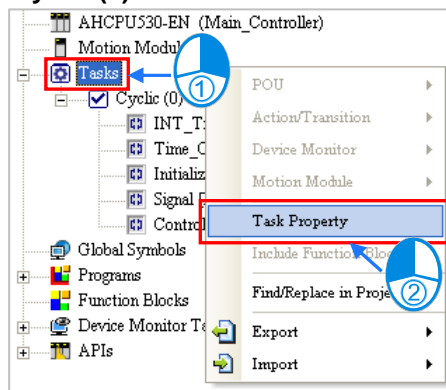 AHCPU530-EN (Main_Controller)
Motion Modul
Tasks
1
Cyclic (0)
POU
INT_T
Action/Transition
Time_C
Device Monitor
Initializ
Motion Module
Signal
Task Property
Control
Global Symbols
Include Function Bloc
Programs
2
Function Blocks
Find/Replace in Proje
Device Monitor Ta
Export
APIs
Import